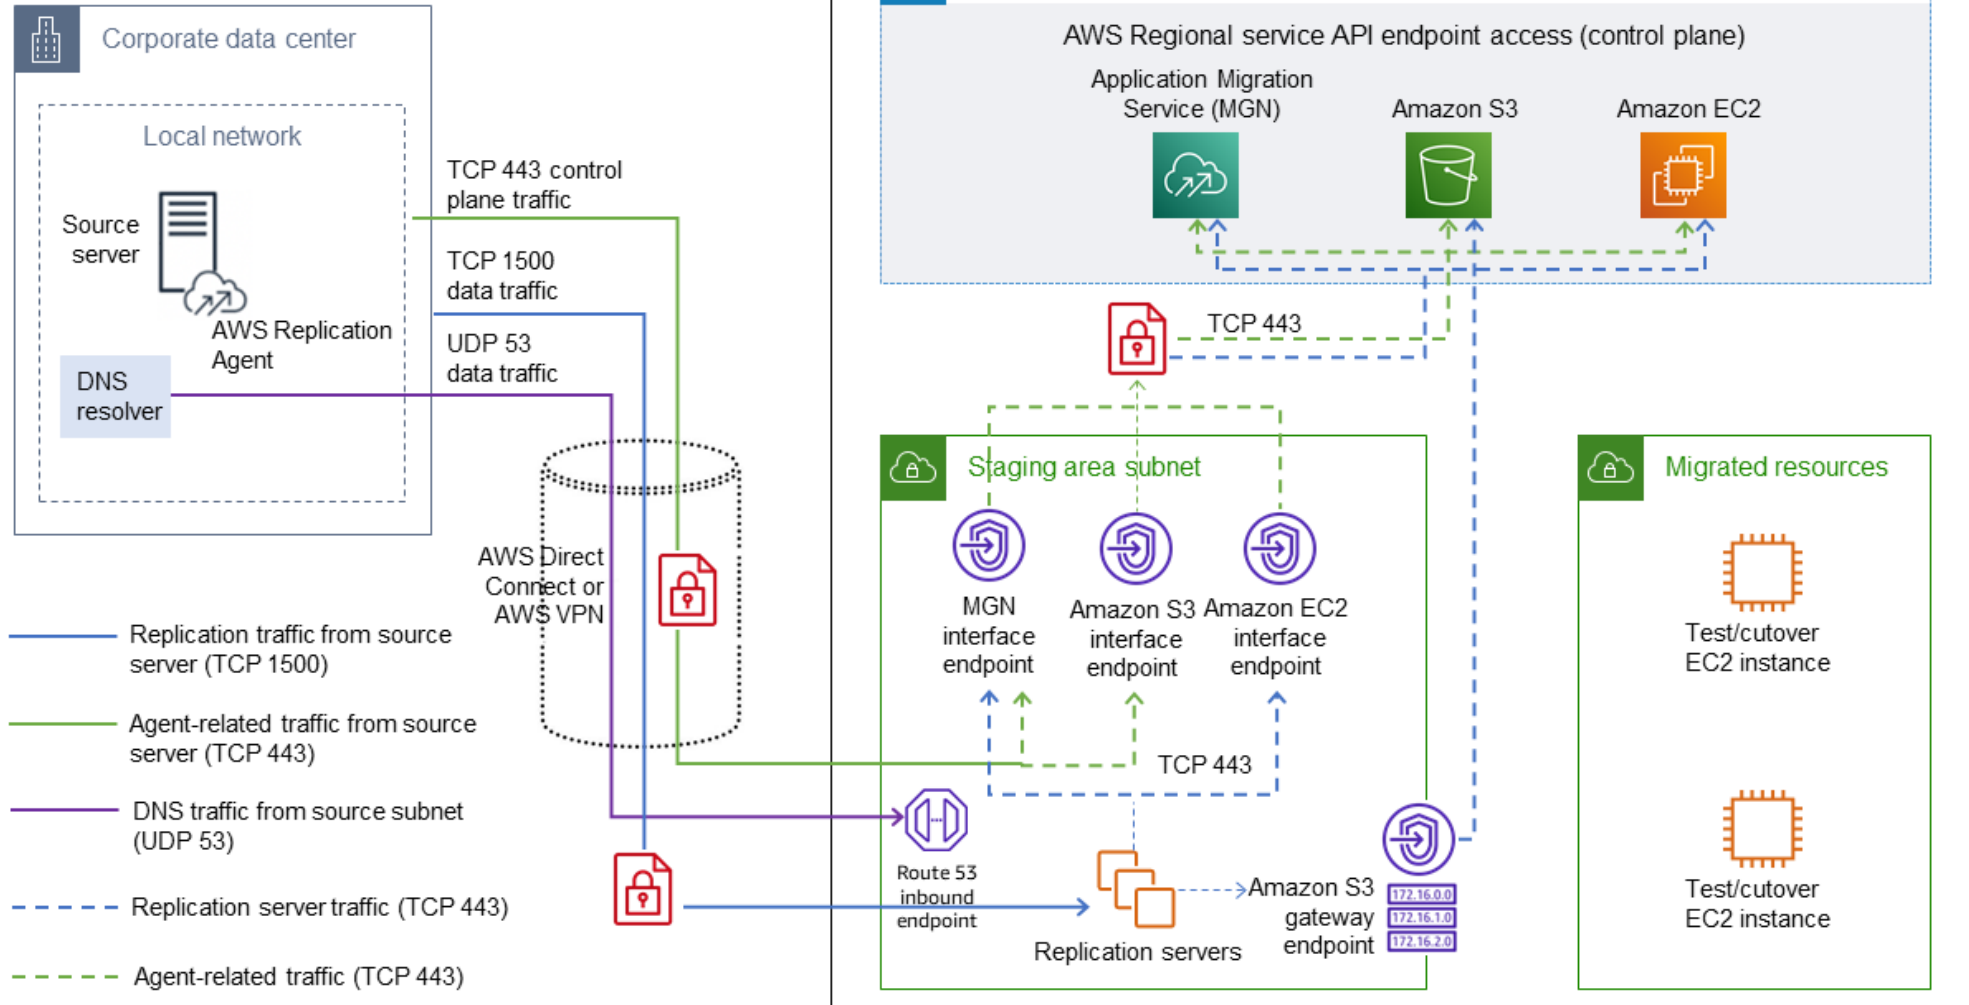 Corporate data center
Local network
Source
server
AWS Replication
Agent
DNS
resolver
TCP 443 control
plane traffic
TCP 1500
data traffic
UDP 53
data traffic
AWS Direct
Connect or
AWS VPN
Replication traffic from source
server (TCP 1500)
Agent-related traffic from source
server (TCP 443)
DNS traffic from source subnet
(UDP 53)
Replication server traffic (TCP 443)
Agent-related traffic (TCP 443)
AWS Regional service API endpoint access (control plane)
Application Migration
Service (MGN)
Amazon S3
Amazon EC2
TCP 443
Staging area subnet
MGN
interface
endpoint
Amazon S3
interface
endpoint
Amazon EC2
interface
endpoint
TCP 443
Route 53
inbound
endpoint
Replication servers
Amazon S3
gateway
endpoint
172.16.0.0
172.16.1.0
172.16.2.0
Migrated resources
Test/cutover
EC2 instance
Test/cutover
EC2 instance